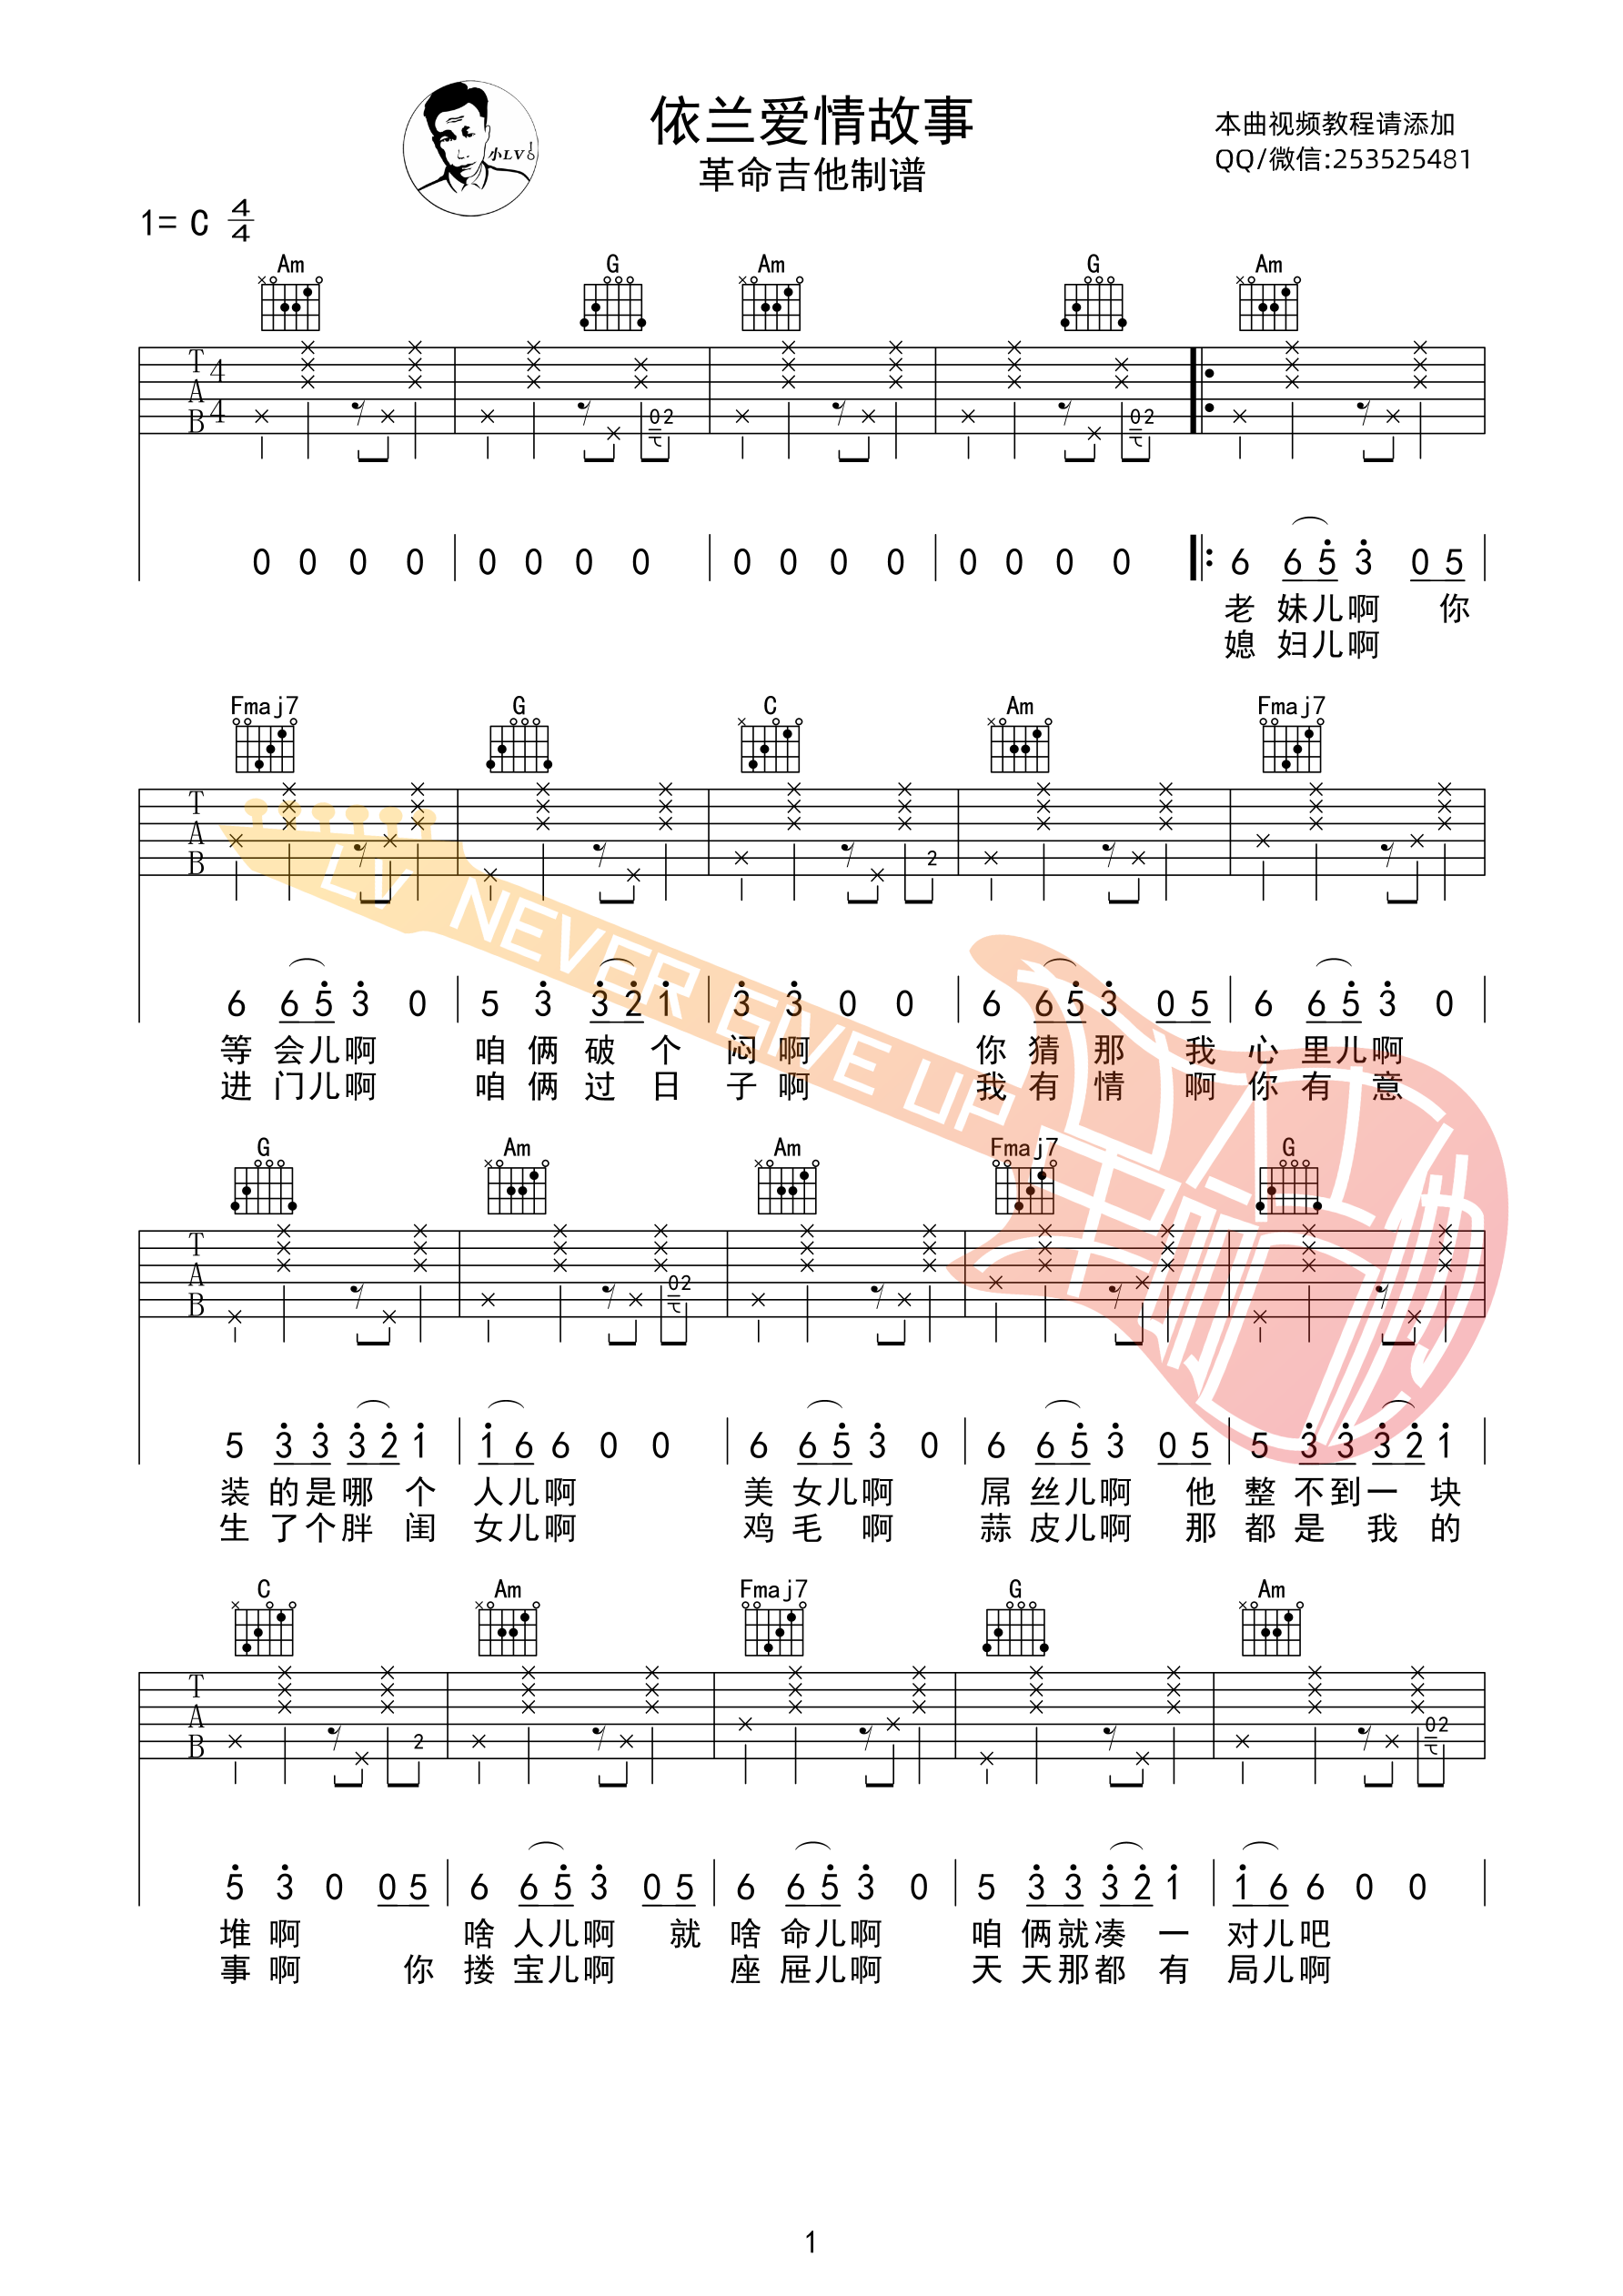 依兰爱情故事
革命吉他制谱
本曲视频教程请添加
QQ/微信:253525481
小LV
1= C 4/4
Am G Am G Am
T A B 4 4 02 02
0 0 0 0 | 0 0 0 0 | 0 0 0 0 | 0 0 0 0 |: 6 6 5 3 0 5 |
老 妹儿啊 你
媳 妇儿啊
Fmaj7 G C Am Fmaj7
T A B 2
LV NEVER GIVE UP
6 6 5 3 0 | 5 3 3 2 1 | 3 3 0 0 | 6 6 5 3 0 5 | 6 6 5 3 0
等 会儿啊 咱 俩 破 个 闷 啊 你 猜 那 我 心 里儿啊
进 门儿啊 咱 俩 过 日 子 啊 我 有 情 啊 你 有 意
G Am Am Fmaj7 G
T A B 02
革命吉他
5 3 3 3 2 1 | 1 6 6 0 0 | 6 6 5 3 0 | 6 6 5 3 0 5 | 5 3 3 3 2 1 |
装 的是哪 个 人儿啊 美 女儿啊 屌 丝儿啊 他 整 不到一 块
生 了个胖 闺 女儿啊 鸡 毛 啊 蒜 皮儿啊 那 都 是 我 的
C Am Fmaj7 G Am
T A B 2 02
5 3 0 0 5 | 6 6 5 3 0 5 | 6 6 5 3 0 | 5 3 3 3 2 1 | 1 6 6 0 0 |
堆 啊 啥 人儿啊 就 啥 命儿啊 咱 俩就凑 一 对儿吧
事 啊 你 搂 宝儿啊 座 屉儿啊 天 天那都 有 局儿啊
1